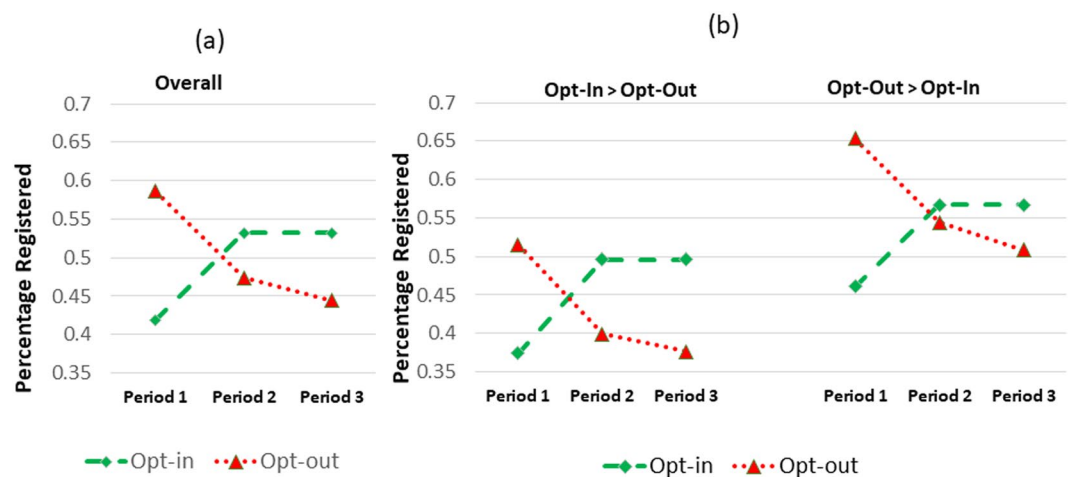 (a)
Overall
0.7
0.65
0.6
0.55
0.5
0.45
0.4
0.35
Percentage Registered
Period 1 Period 2 Period 3
Opt-in Opt-out
(b)
Opt-In > Opt-Out Opt-Out > Opt-In
0.7
0.65
0.6
0.55
0.5
0.45
0.4
0.35
Percentage Registered
Period 1 Period 2 Period 3 Period 1 Period 2 Period 3
Opt-in Opt-out